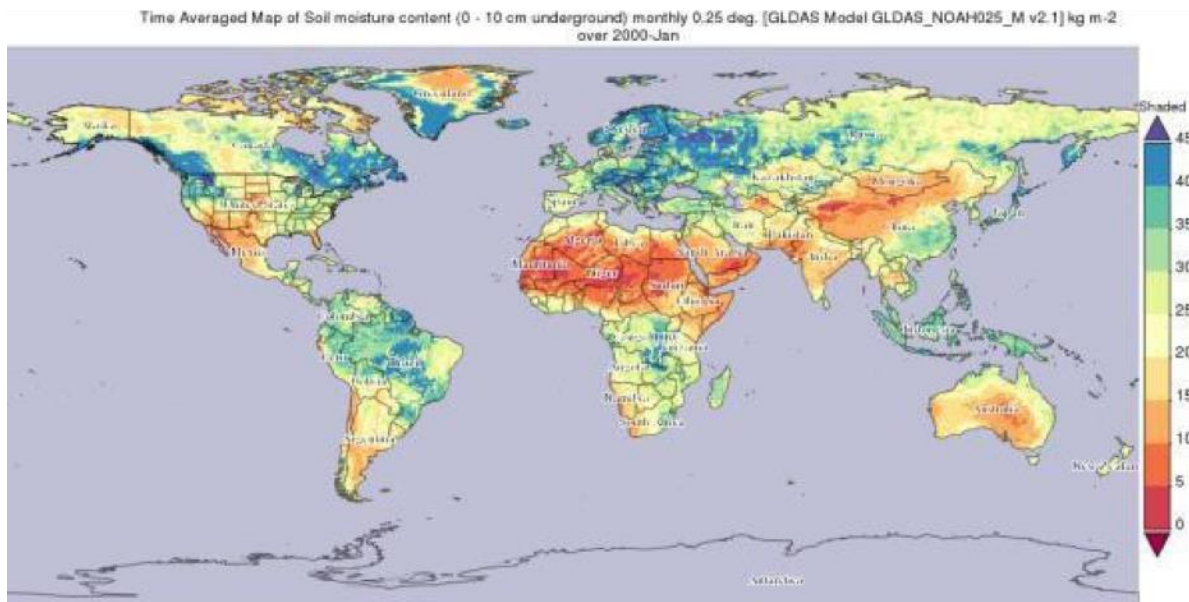 Time Averaged Map of Soil moisture content (0 - 10 cm underground) monthly 0.25 deg. [GLDAS Model GLDAS_NOAH025_M v2.1] kg m-2
over 2000-Jan
Shaded
45
40
35
30
25
20
15
10
5
0
Greenland
Alaska
Canada
United States
Mexico
Colombia
Peru
Brazil
Bolivia
Argentina
Sweden
Russia
Kazakhstan
Mongolia
Spain
Japan
China
Iran
Pakistan
India
Algeria
Libya
Saudi Arabia
Mauritania
Niger
Sudan
Ethiopia
Tanzania
Angola
Namibia
South Africa
Indonesia
Australia
Antarctica